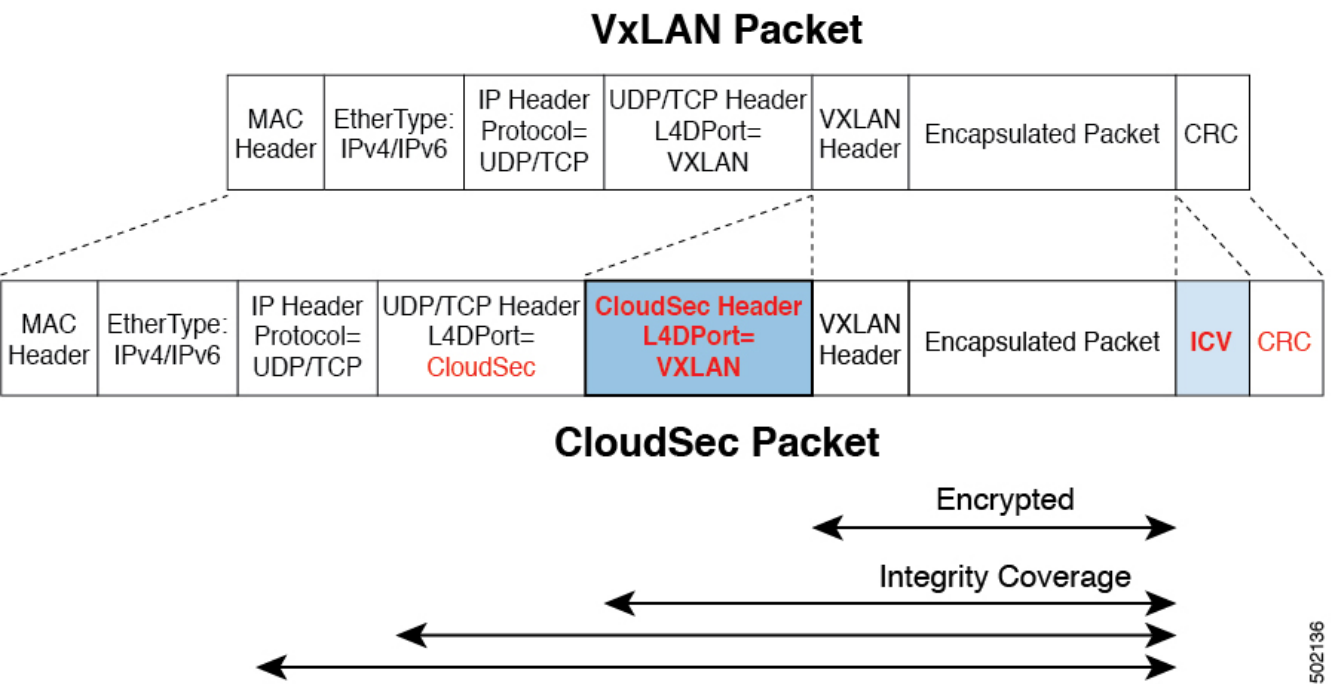 VxLAN Packet
MAC
Header
EtherType:
IPv4/IPv6
IP Header
Protocol=
UDP/TCP
UDP/TCP Header
L4DPort=
VXLAN
VXLAN
Header
Encapsulated Packet
CRC
MAC
Header
EtherType:
IPv4/IPv6
IP Header
Protocol=
UDP/TCP
UDP/TCP Header
L4DPort=
CloudSec
CloudSec Header
L4DPort=
VXLAN
VXLAN
Header
Encapsulated Packet
ICV
CRC
CloudSec Packet
Encrypted
Integrity Coverage
502136